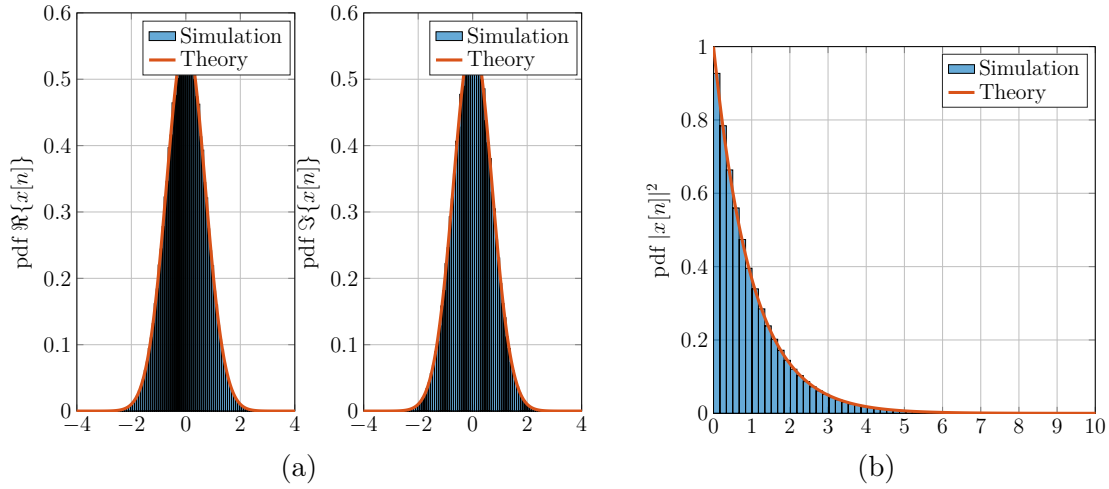 0.6
0.5
0.4
0.3
0.2
0.1
0
−4
−2
0
2
4
pdf ℜ{x[n]}
Simulation
Theory
0.6
0.5
0.4
0.3
0.2
0.1
0
−4
−2
0
2
4
pdf ℑ{x[n]}
Simulation
Theory
(a)
1
0.8
0.6
0.4
0.2
0
0 1 2 3 4 5 6 7 8 9 10
pdf |x[n]|²
Simulation
Theory
(b)